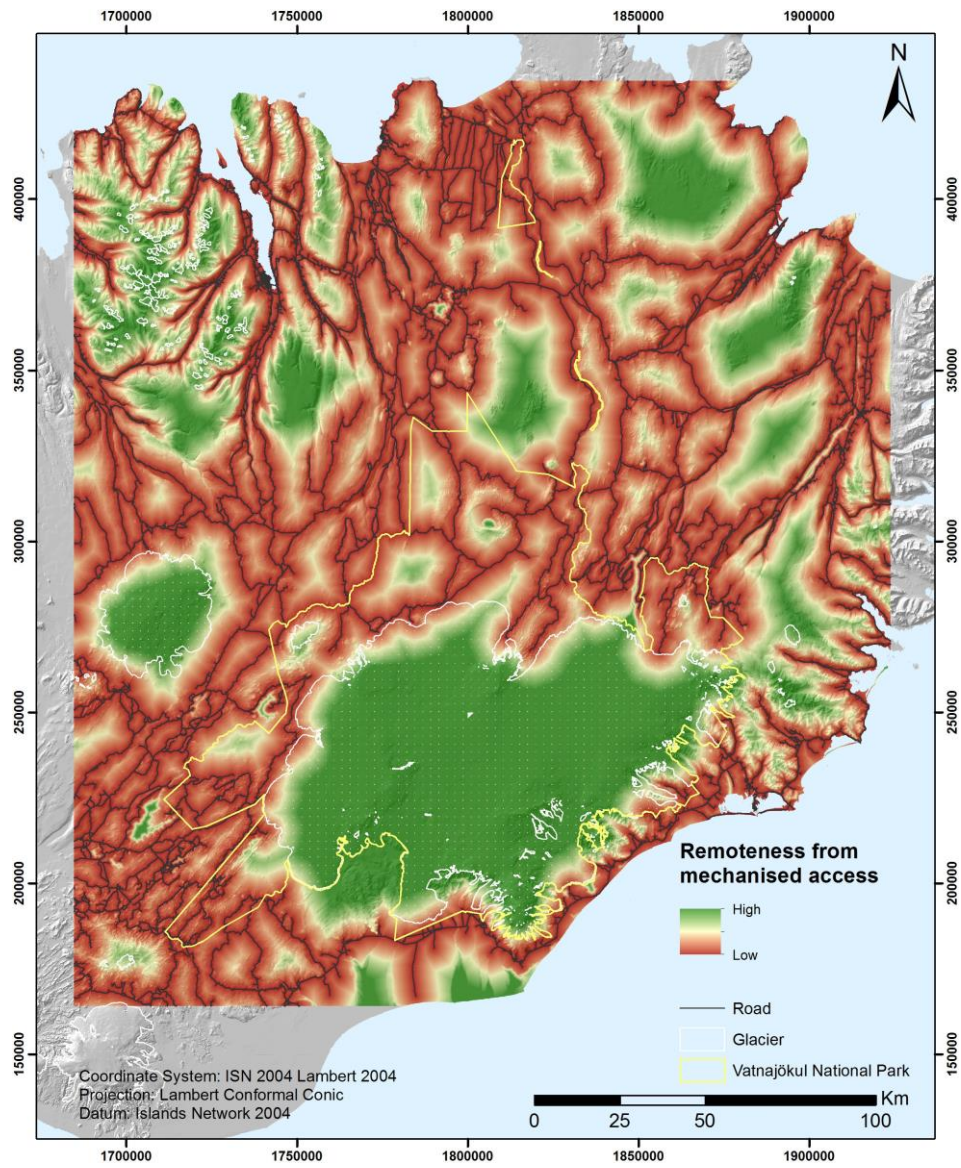 1700000 1750000 1800000 1850000 1900000
N
400000 400000
350000 350000
300000 300000
250000 250000
200000 200000
150000 150000
Remoteness from
mechanised access
High
Low
Road
Glacier
Vatnajökul National Park
Coordinate System: ISN 2004 Lambert 2004
Projection: Lambert Conformal Conic
Datum: Islands Network 2004
Km
0 25 50 100
1700000 1750000 1800000 1850000 1900000